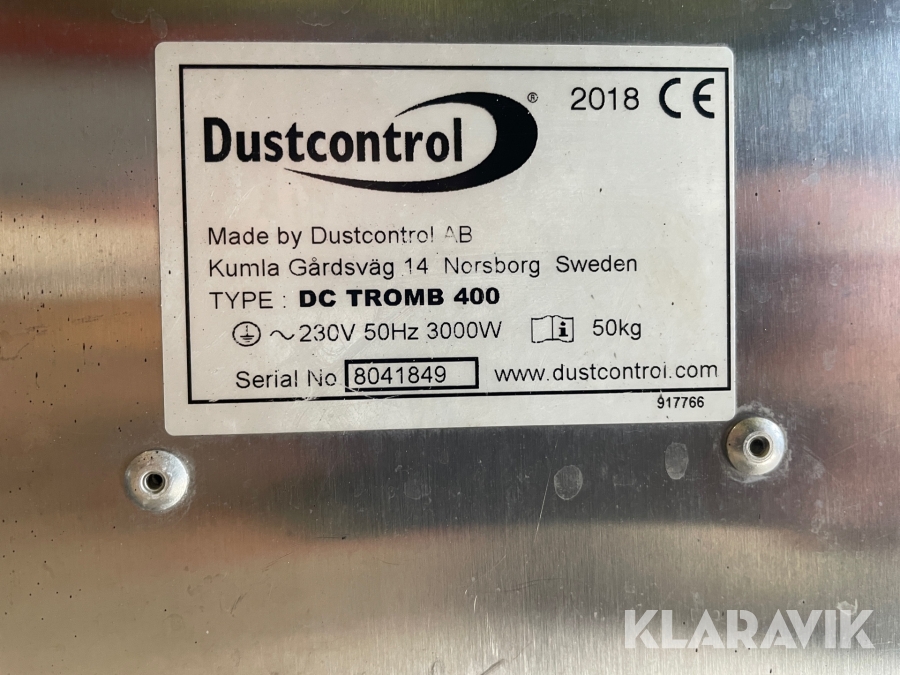 Dustcontrol ® 2018 CE
Made by Dustcontrol AB
Kumla Gårdsväg 14 Norsborg Sweden
TYPE : DC TROMB 400
~ 230V 50Hz 3000W i 50kg
Serial No 8041849 www.dustcontrol.com
917766
KLARAVIK